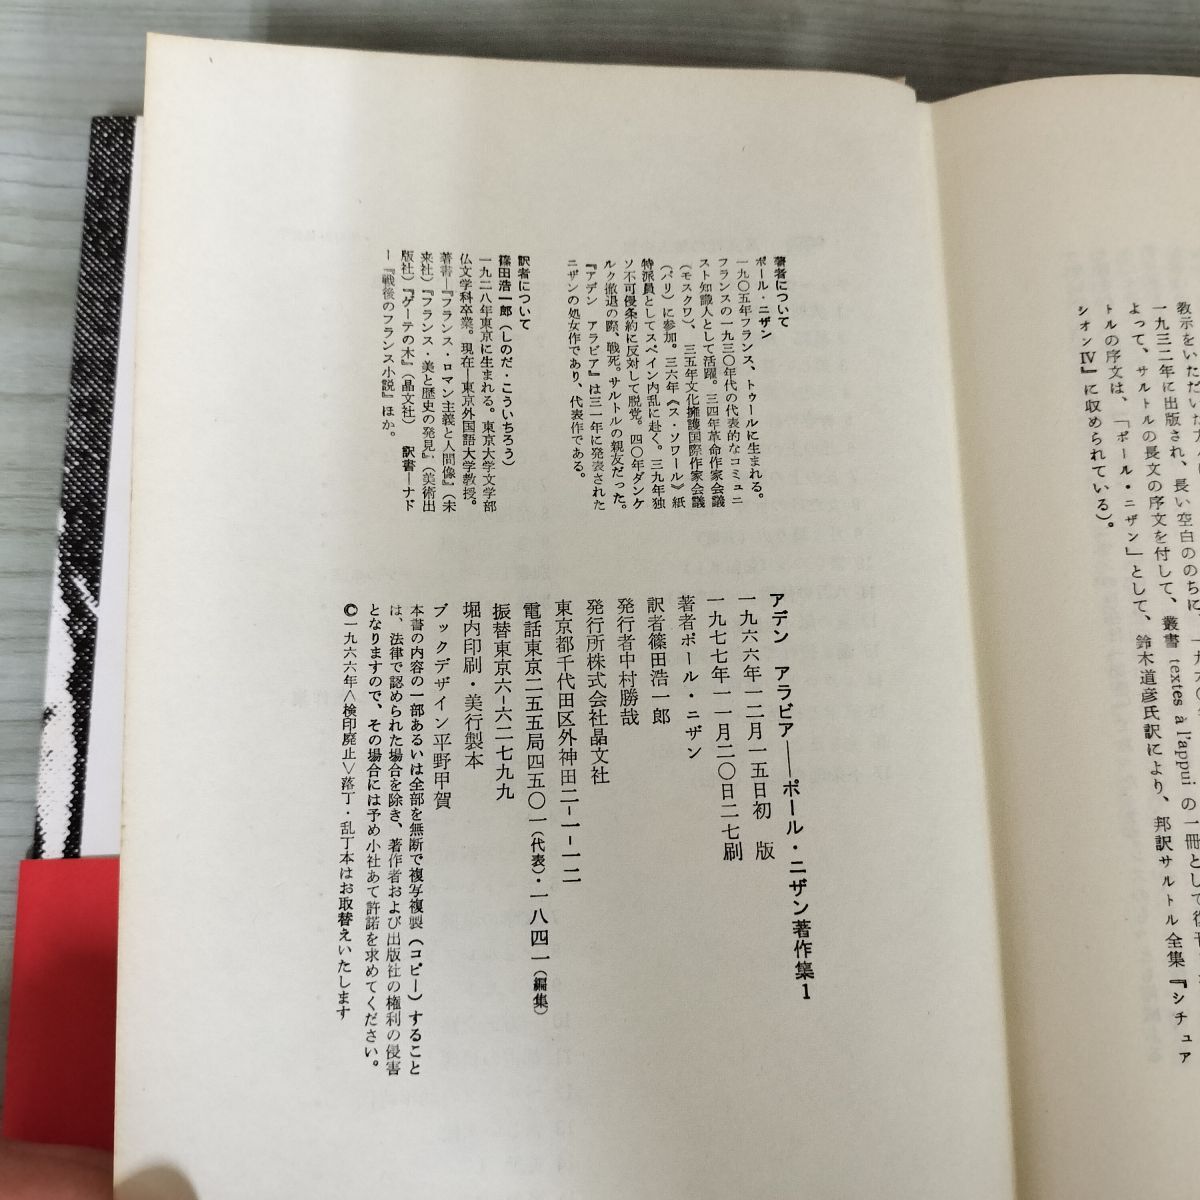 教示をいただいた
一九三二年に出版され、長い空白ののちに
よって、サルトルの長文の序文を付して、叢書 textes à l'appui の一冊として復刊
トルの序文は、「ポール・ニザン」として、鈴木道彦氏訳により、邦訳サルトル全集『シチュア
シオンⅣ』に収められている)。
著者について
ポール・ニザン
一九〇五年フランス、トゥールに生まれる。
フランスの一九三〇年代の代表的なコミュニ
スト知識人として活躍。三四年革命作家会議
(モスクワ)、三五年文化擁護国際作家会議
(パリ)に参加。三六年《ス・ソワール》紙
特派員としてスペイン内乱に赴く。三九年独
ソ不可侵条約に反対して脱党。四〇年ダンケ
ルク撤退の際、戦死。サルトルの親友だった。
『アデン アラビア』は三一年に発表された
ニザンの処女作であり、代表作である。
訳者について
篠田浩一郎(しのだ・こういちろう)
一九二八年東京に生まれる。東京大学文学部
仏文学科卒業。現在―東京外国語大学教授。
著書―『フランス・ロマン主義と人間像』(未
来社)『フランス・美と歴史の発見』(美術出
版社)『ゲーテの木』(晶文社) 訳書―ナド
ー『戦後のフランス小説』ほか。
アデン アラビア――ポール・ニザン著作集1
一九六六年一二月一五日初 版
一九七七年一一月二〇日二七刷
著者ポール・ニザン
訳者篠田浩一郎
発行者中村勝哉
発行所株式会社晶文社
東京都千代田区外神田二-一-一二
電話東京二五五局四五〇一(代表)・一八四一(編集)
振替東京六-六二七九九
堀内印刷・美行製本
ブックデザイン平野甲賀
本書の内容の一部あるいは全部を無断で複写複製(コピー)すること
は、法律で認められた場合を除き、著作者および出版社の権利の侵害
となりますので、その場合には予め小社あて許諾を求めてください。
©一九六六年〈検印廃止〉落丁・乱丁本はお取替えいたします